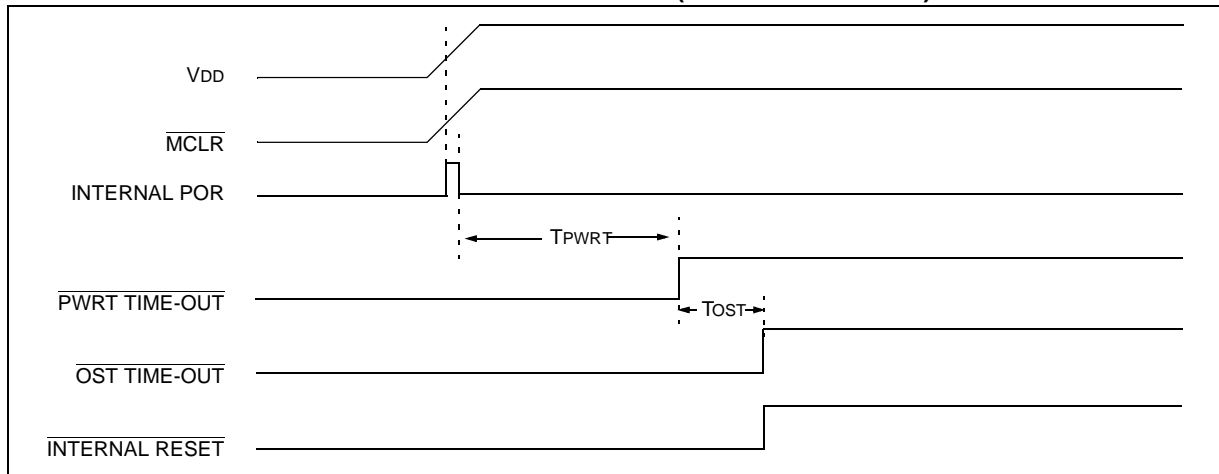 VDD
MCLR
INTERNAL POR
TPWRT
PWRT TIME-OUT
TOST
OST TIME-OUT
INTERNAL RESET